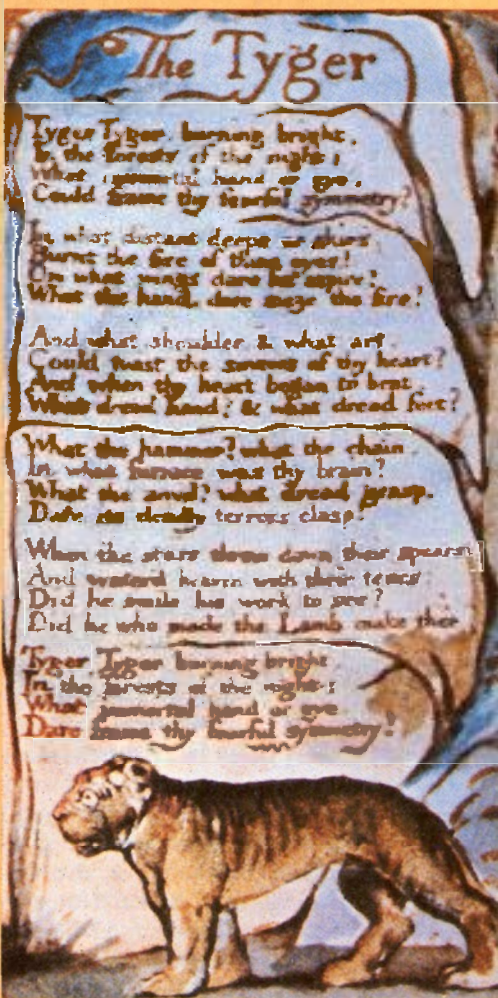 The Tyger
Tyger Tyger, burning bright,
In the forests of the night;
What immortal hand or eye,
Could frame thy fearful symmetry?
In what distant deeps or skies
Burnt the fire of thine eyes?
On what wings dare he aspire?
What the hand, dare sieze the fire?
And what shoulder & what art,
Could twist the sinews of thy heart?
And when thy heart began to beat,
What dread hand? & what dread feet?
What the hammer? what the chain,
In what furnace was thy brain?
What the anvil? what dread grasp,
Dare its deadly terrors clasp!
When the stars threw down their spears
And water'd heaven with their tears:
Did he smile his work to see?
Did he who made the Lamb make thee
Tyger Tyger burning bright,
In the forests of the night:
What immortal hand or eye,
Dare frame thy fearful symmetry?